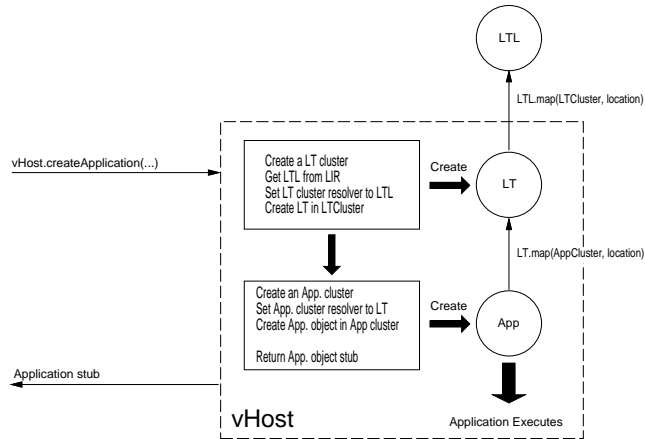 LTL
LTL.map(LTCluster, location)
vHost.createApplication(...)
Create a LT cluster
Get LTL from LIR
Set LT cluster resolver to LTL
Create LT in LTCluster
Create
LT
LT.map(AppCluster, location)
Create an App. cluster
Set App. cluster resolver to LT
Create App. object in App cluster
Return App. object stub
Create
App
Application stub
vHost
Application Executes